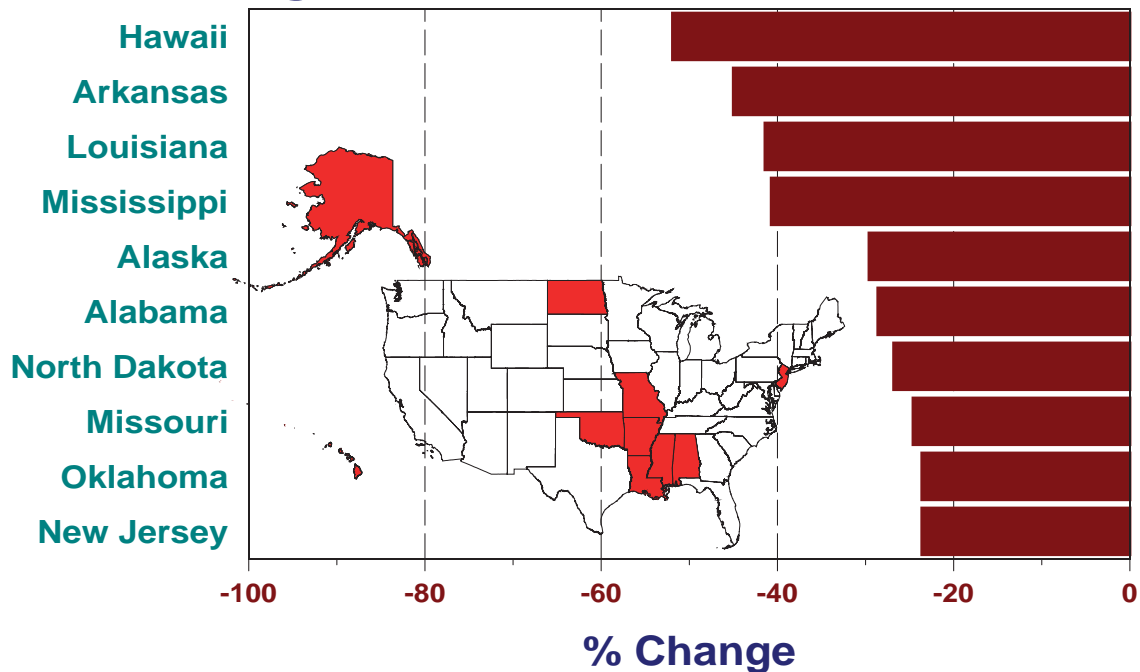 Hawaii
Arkansas
Louisiana
Mississippi
Alaska
Alabama
North Dakota
Missouri
Oklahoma
New Jersey
-100 -80 -60 -40 -20 0
% Change